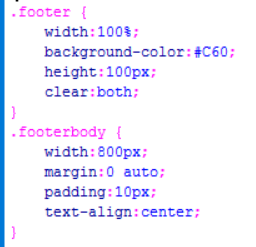 .footer {
width:100%;
background-color:#C60;
height:100px;
clear:both;
}
.footerbody {
width:800px;
margin:0 auto;
padding:10px;
text-align:center;
}